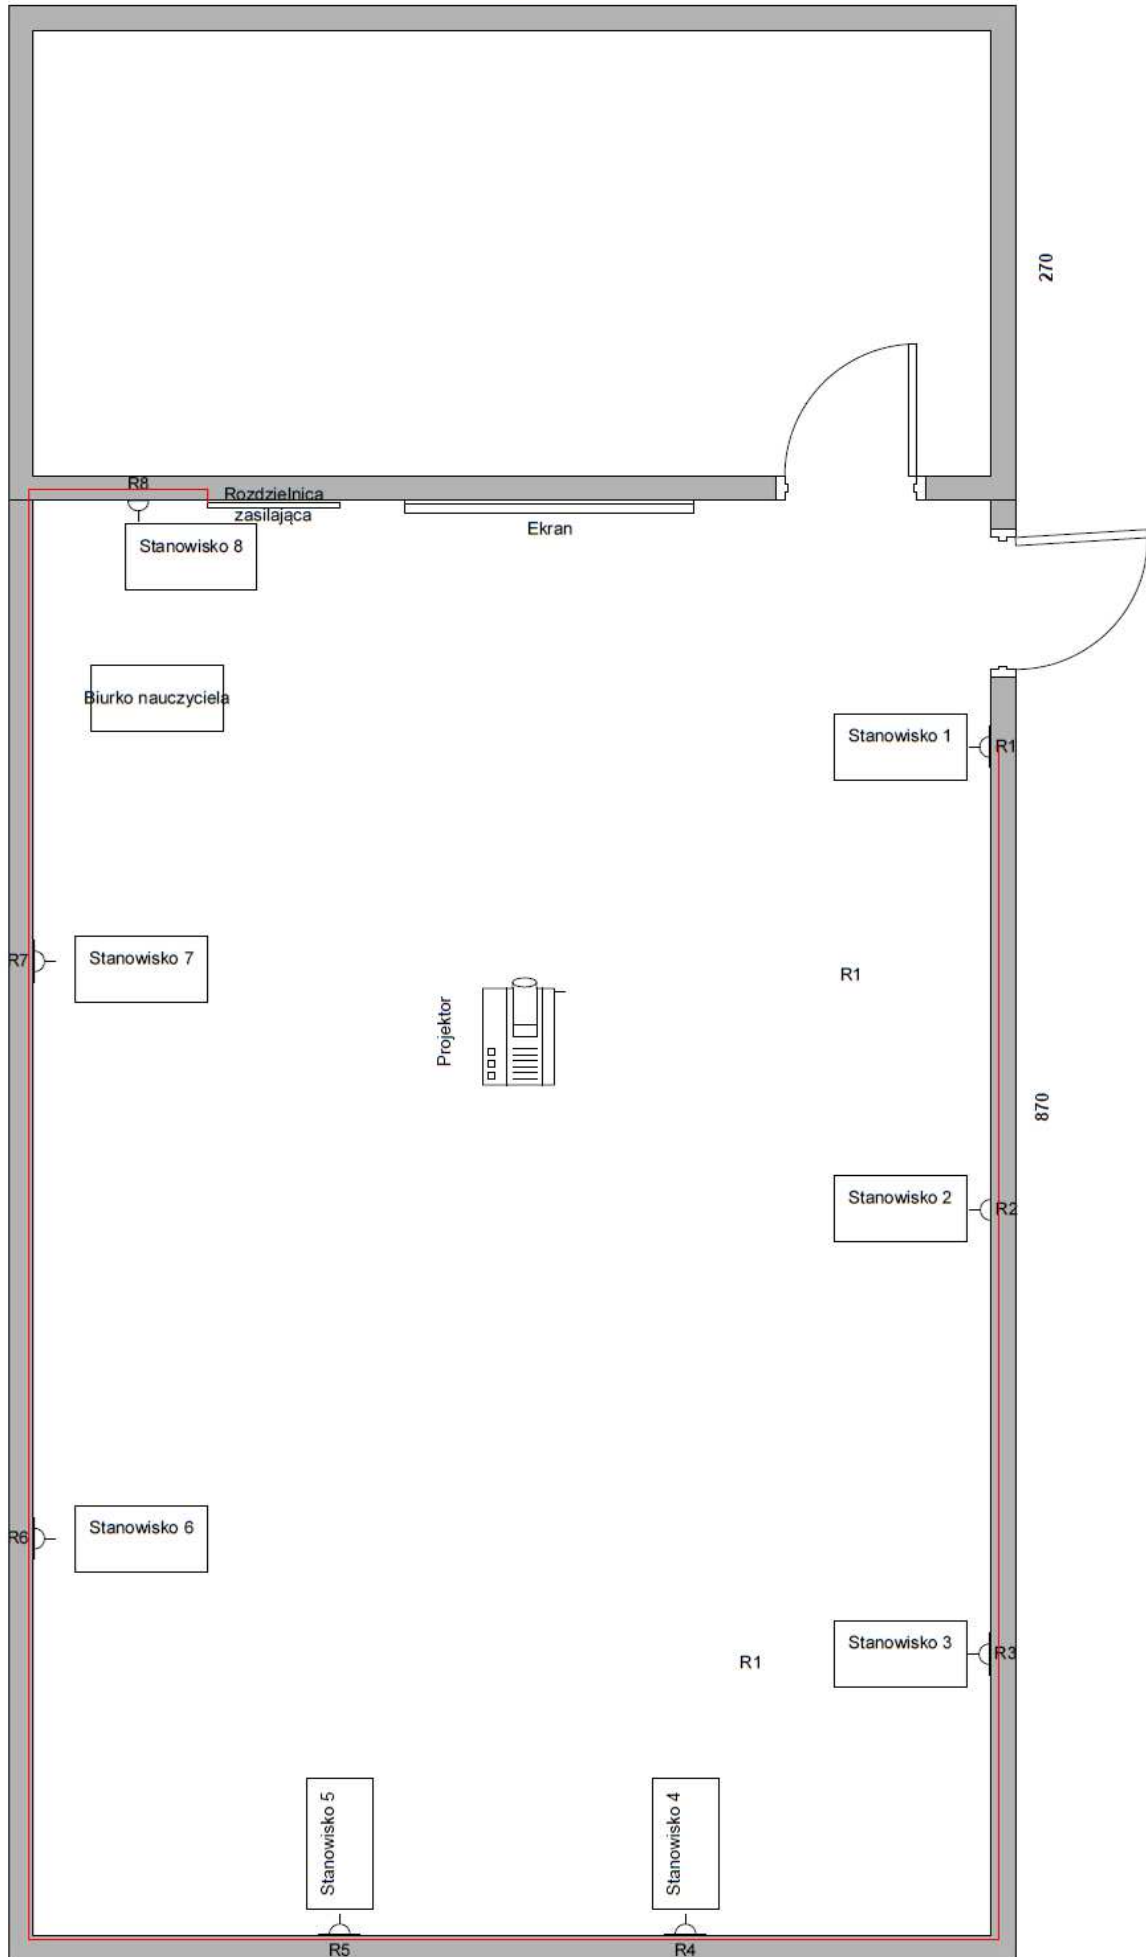 270
R8
Rozdzielnica
zasilająca
Ekran
Stanowisko 8
Biurko nauczyciela
Stanowisko 1
R1
R7
Stanowisko 7
Projektor
R1
870
Stanowisko 2
R2
R6
Stanowisko 6
Stanowisko 3
R3
R1
Stanowisko 5
Stanowisko 4
R5
R4